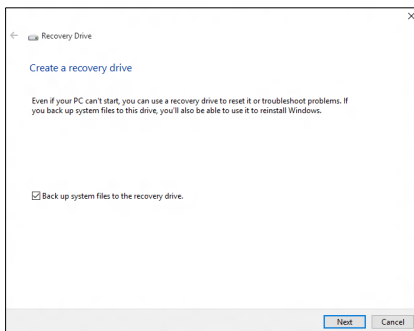 Recovery Drive
Create a recovery drive
Even if your PC can't start, you can use a recovery drive to reset it or troubleshoot problems. If
you back up system files to this drive, you'll also be able to use it to reinstall Windows.
Back up system files to the recovery drive.
Next Cancel